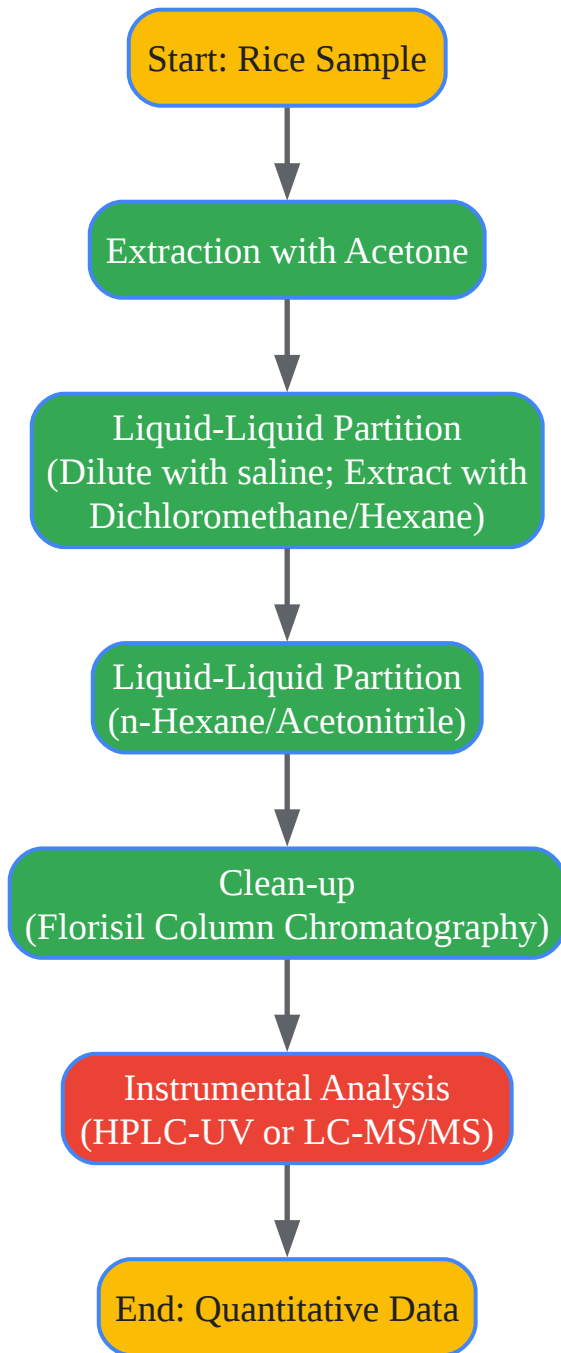 Start: Rice Sample
Extraction with Acetone
Liquid-Liquid Partition
(Dilute with saline; Extract with
Dichloromethane/Hexane)
Liquid-Liquid Partition
(n-Hexane/Acetonitrile)
Clean-up
(Florisil Column Chromatography)
Instrumental Analysis
(HPLC-UV or LC-MS/MS)
End: Quantitative Data